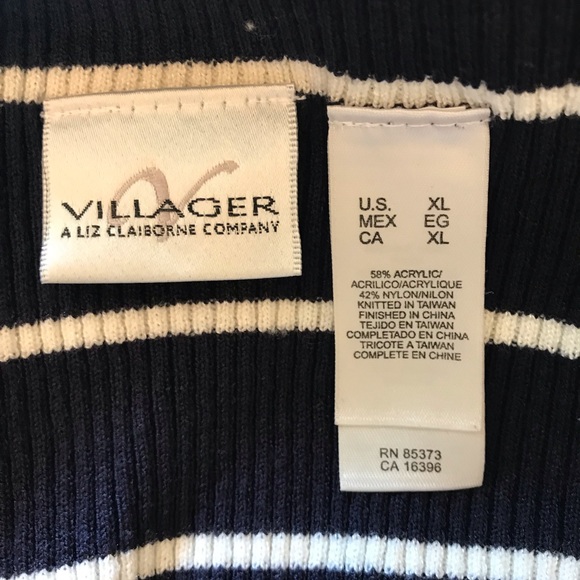 VILLAGER
A LIZ CLAIBORNE COMPANY
U.S. XL
MEX EG
CA XL
58% ACRYLIC/
ACRILICO/ACRYLIQUE
42% NYLON/NILON
KNITTED IN TAIWAN
FINISHED IN CHINA
TEJIDO EN TAIWAN
COMPLETADO EN CHINA
TRICOTE A TAIWAN
COMPLETE EN CHINE
RN 85373
CA 16396